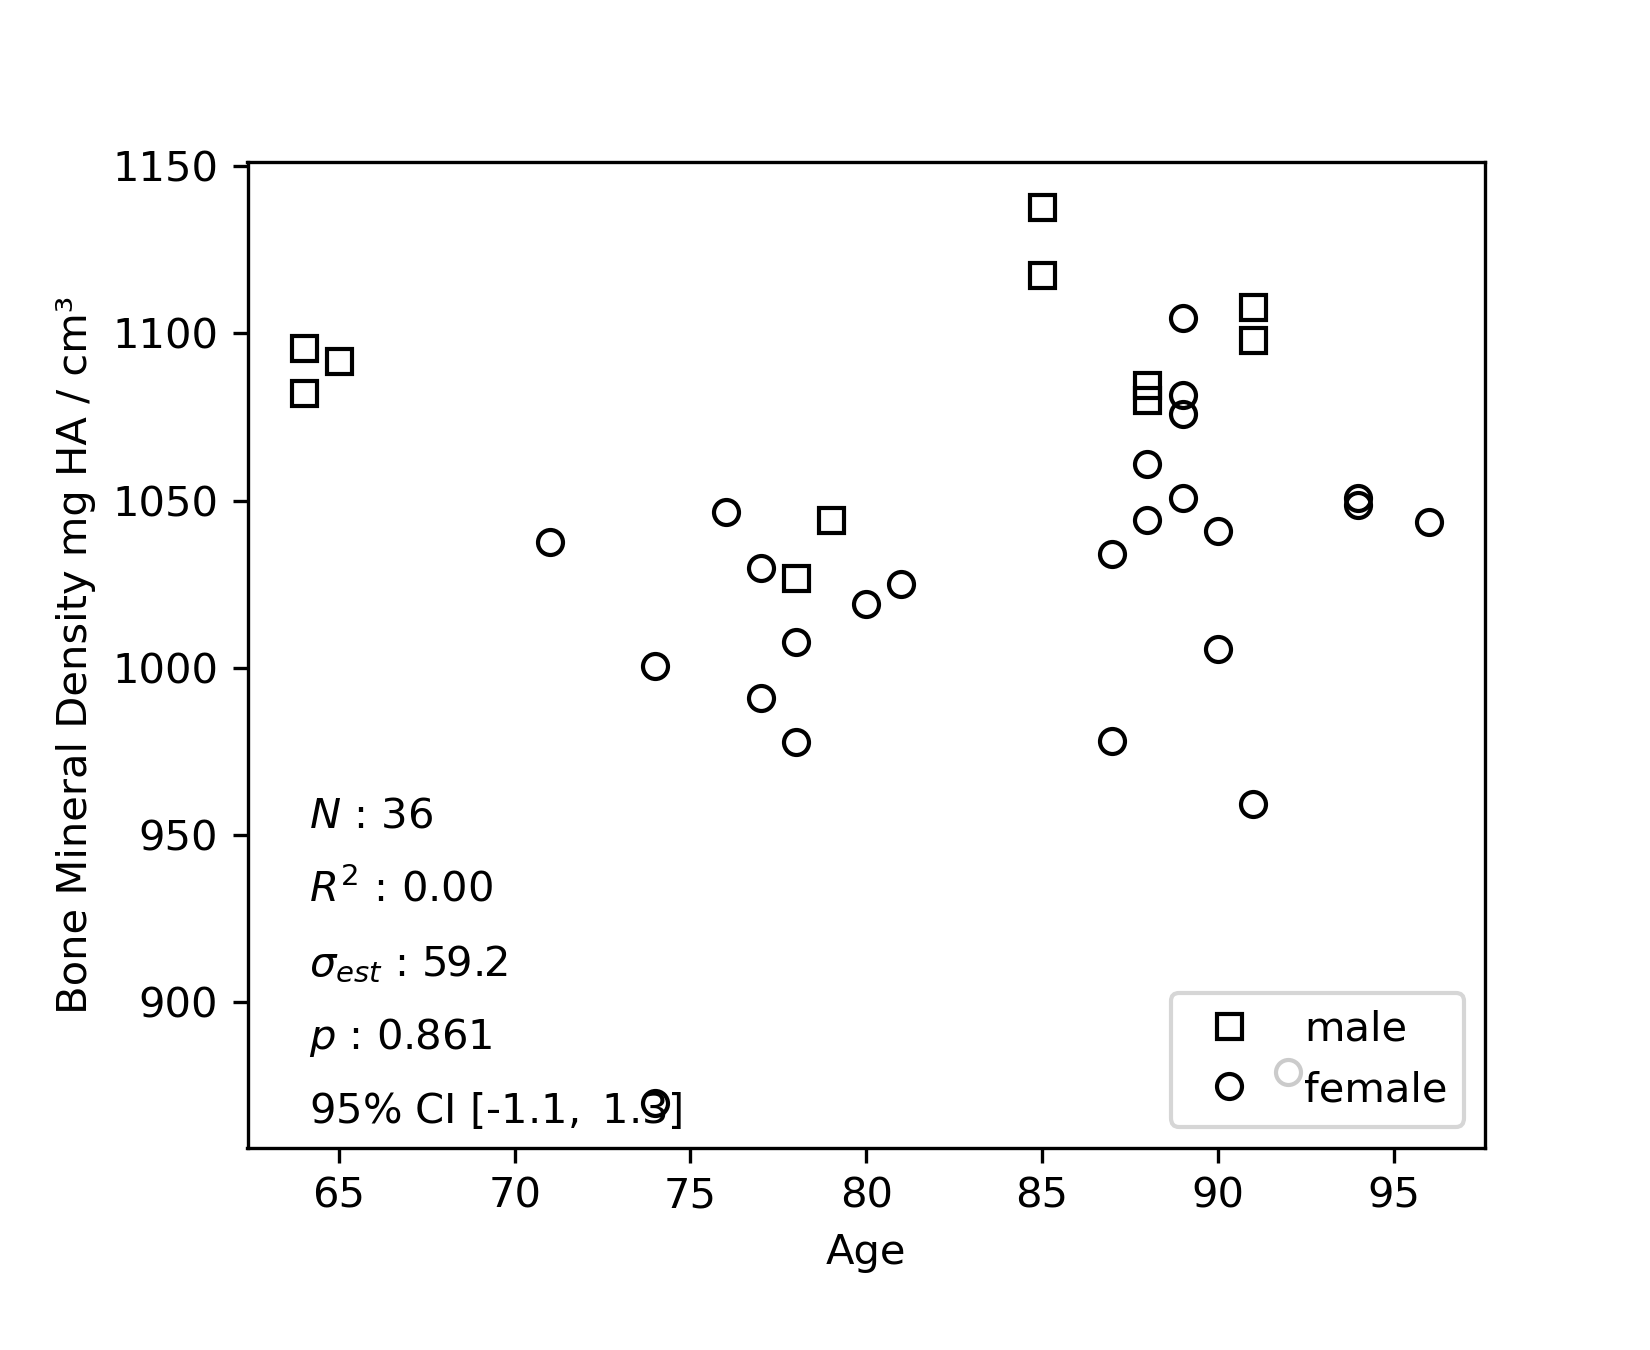 1150
1100
1050
1000
950
900
Bone Mineral Density mg HA / cm³
N : 36
R² : 0.00
σest : 59.2
p : 0.861
95% CI [-1.1, 1.3]
male
female
65 70 75 80 85 90 95
Age